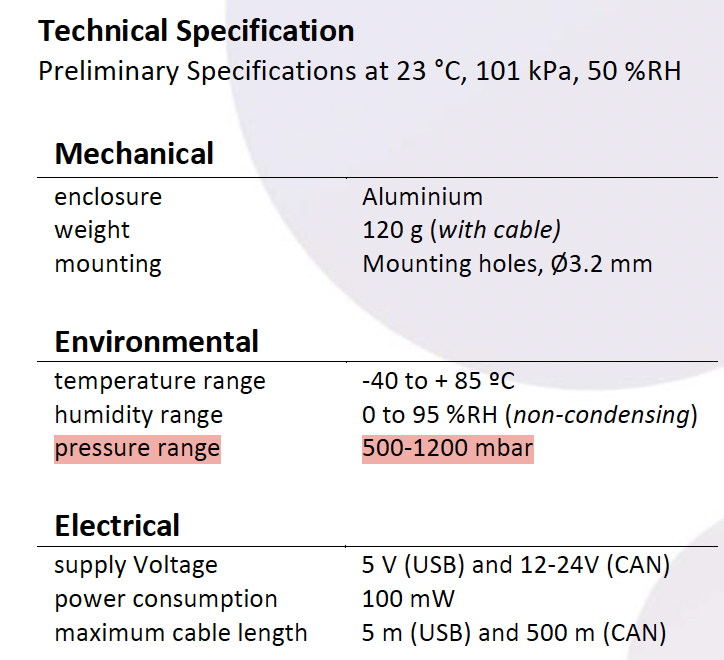 Technical Specification
Preliminary Specifications at 23 °C, 101 kPa, 50 %RH
Mechanical
enclosure Aluminium
weight 120 g (with cable)
mounting Mounting holes, Ø3.2 mm
Environmental
temperature range -40 to + 85 ºC
humidity range 0 to 95 %RH (non-condensing)
pressure range 500-1200 mbar
Electrical
supply Voltage 5 V (USB) and 12-24V (CAN)
power consumption 100 mW
maximum cable length 5 m (USB) and 500 m (CAN)